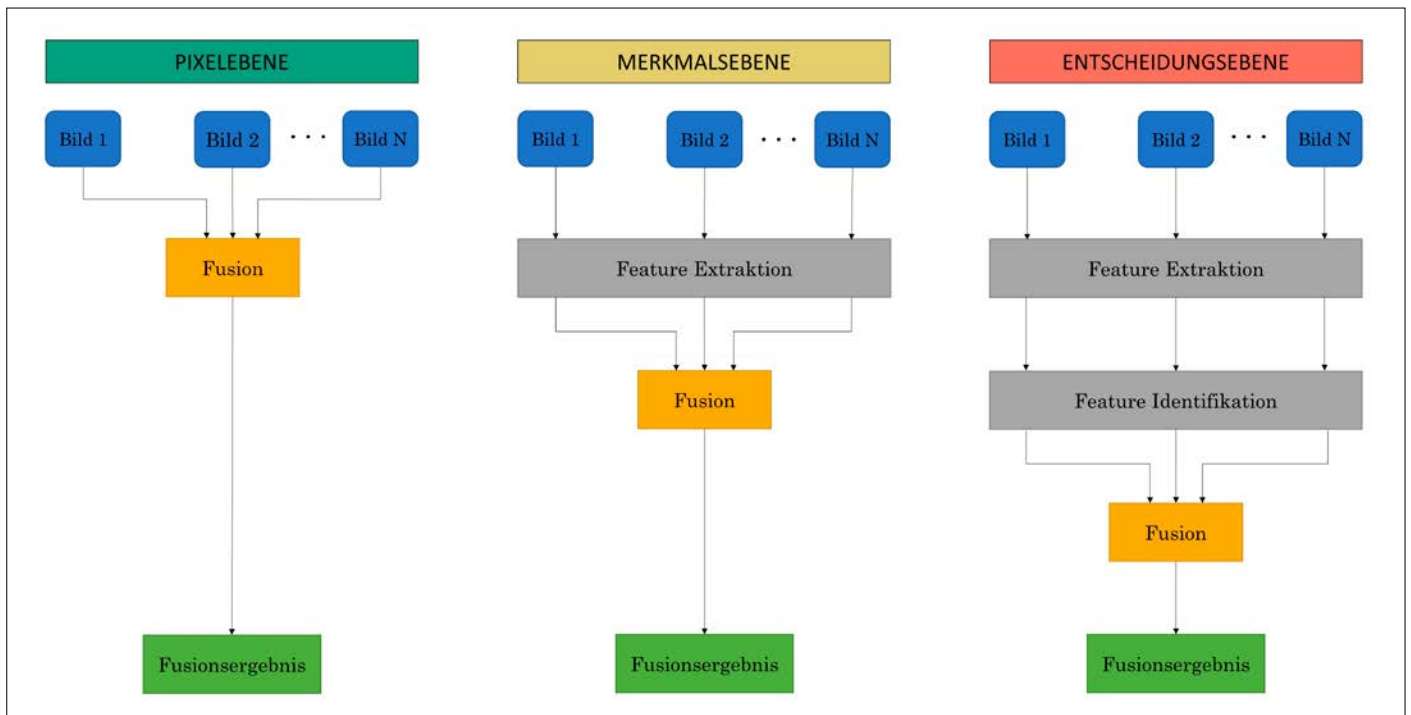 PIXELEBENE
Bild 1
Bild 2
• • •
Bild N
Fusion
Fusionsergebnis
MERKMALSEBENE
Bild 1
Bild 2
• • •
Bild N
Feature Extraktion
Fusion
Fusionsergebnis
ENTSCHEIDUNGSEBENE
Bild 1
Bild 2
• • •
Bild N
Feature Extraktion
Feature Identifikation
Fusion
Fusionsergebnis